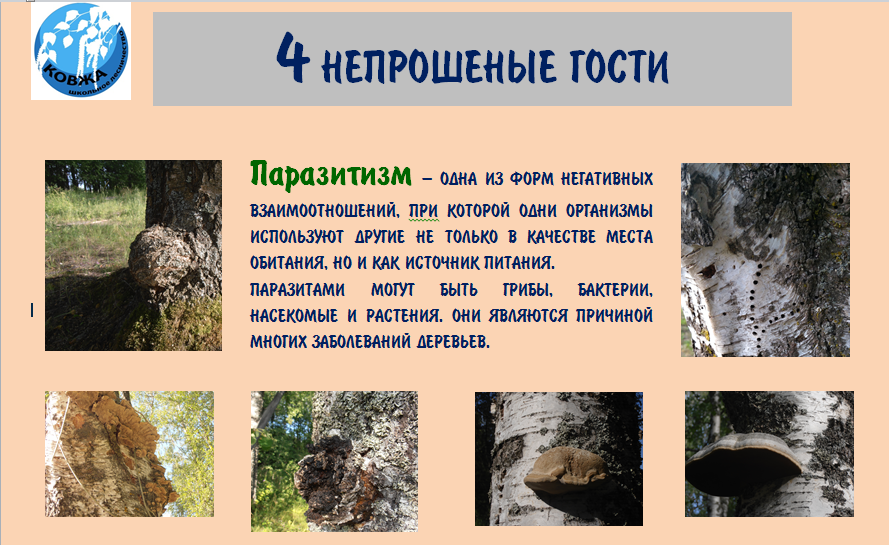 КОВЖА
школьное лесничество
4 НЕПРОШЕНЫЕ ГОСТИ
Паразитизм – ОДНА ИЗ ФОРМ НЕГАТИВНЫХ
ВЗАИМООТНОШЕНИЙ, ПРИ КОТОРОЙ ОДНИ ОРГАНИЗМЫ
ИСПОЛЬЗУЮТ ДРУГИЕ НЕ ТОЛЬКО В КАЧЕСТВЕ МЕСТА
ОБИТАНИЯ, НО И КАК ИСТОЧНИК ПИТАНИЯ.
ПАРАЗИТАМИ МОГУТ БЫТЬ ГРИБЫ, БАКТЕРИИ,
НАСЕКОМЫЕ И РАСТЕНИЯ. ОНИ ЯВЛЯЮТСЯ ПРИЧИНОЙ
МНОГИХ ЗАБОЛЕВАНИЙ ДЕРЕВЬЕВ.